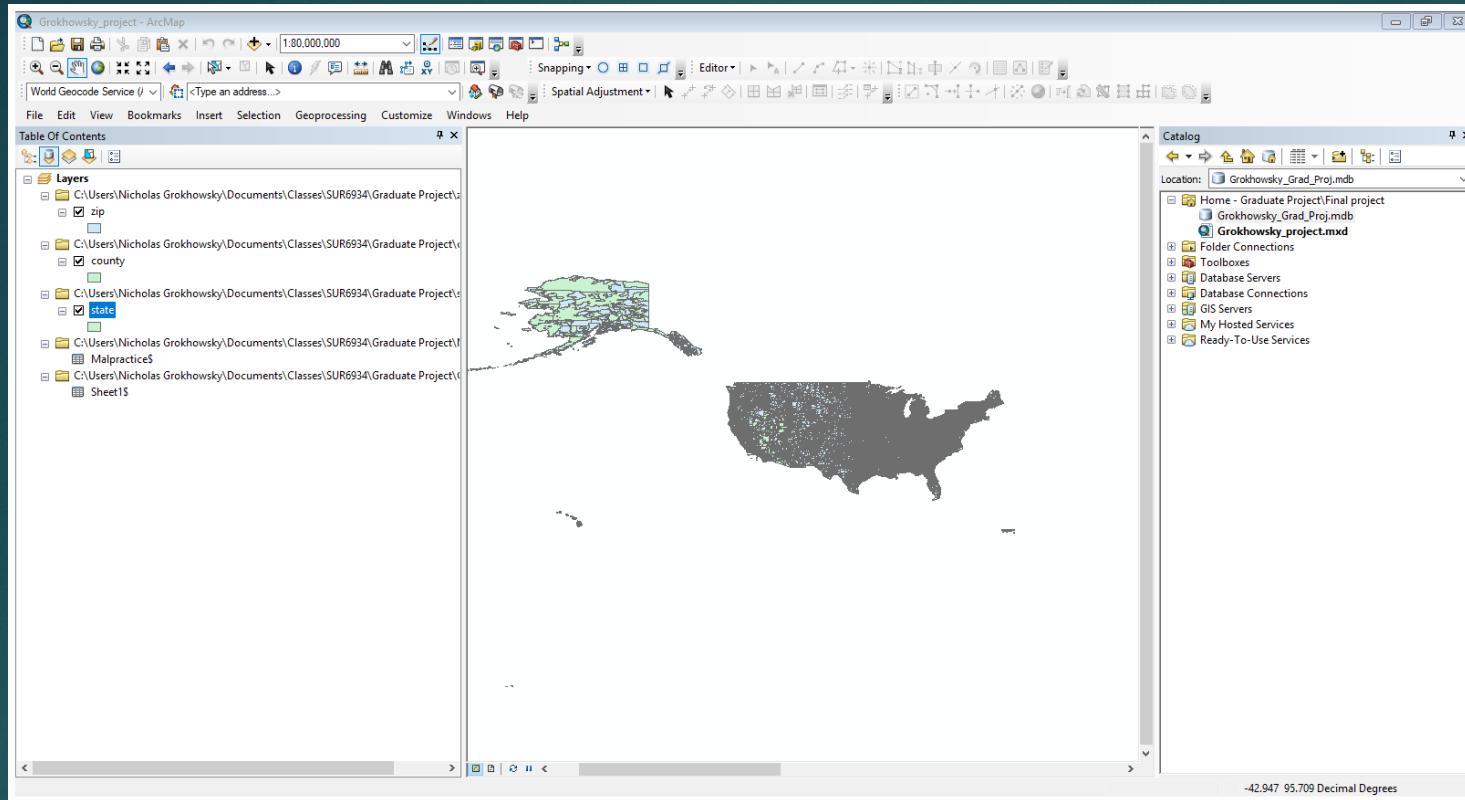 Grokhowsky_project - ArcMap
1:80,000,000
Snapping
Editor
World Geocode Service (/
<Type an address...>
Spatial Adjustment
File Edit View Bookmarks Insert Selection Geoprocessing Customize Windows Help
Table Of Contents
Layers
C:\Users\Nicholas Grokhowsky\Documents\Classes\SUR6934\Graduate Project\z
zip
C:\Users\Nicholas Grokhowsky\Documents\Classes\SUR6934\Graduate Project\c
county
C:\Users\Nicholas Grokhowsky\Documents\Classes\SUR6934\Graduate Project\s
state
C:\Users\Nicholas Grokhowsky\Documents\Classes\SUR6934\Graduate Project\
Malpractice$
C:\Users\Nicholas Grokhowsky\Documents\Classes\SUR6934\Graduate Project\
Sheet1$
Catalog
Location: Grokhowsky_Grad_Proj.mdb
Home - Graduate Project\Final project
Grokhowsky_Grad_Proj.mdb
Grokhowsky_project.mxd
Folder Connections
Toolboxes
Database Servers
Database Connections
GIS Servers
My Hosted Services
Ready-To-Use Services
-42.947 95.709 Decimal Degrees